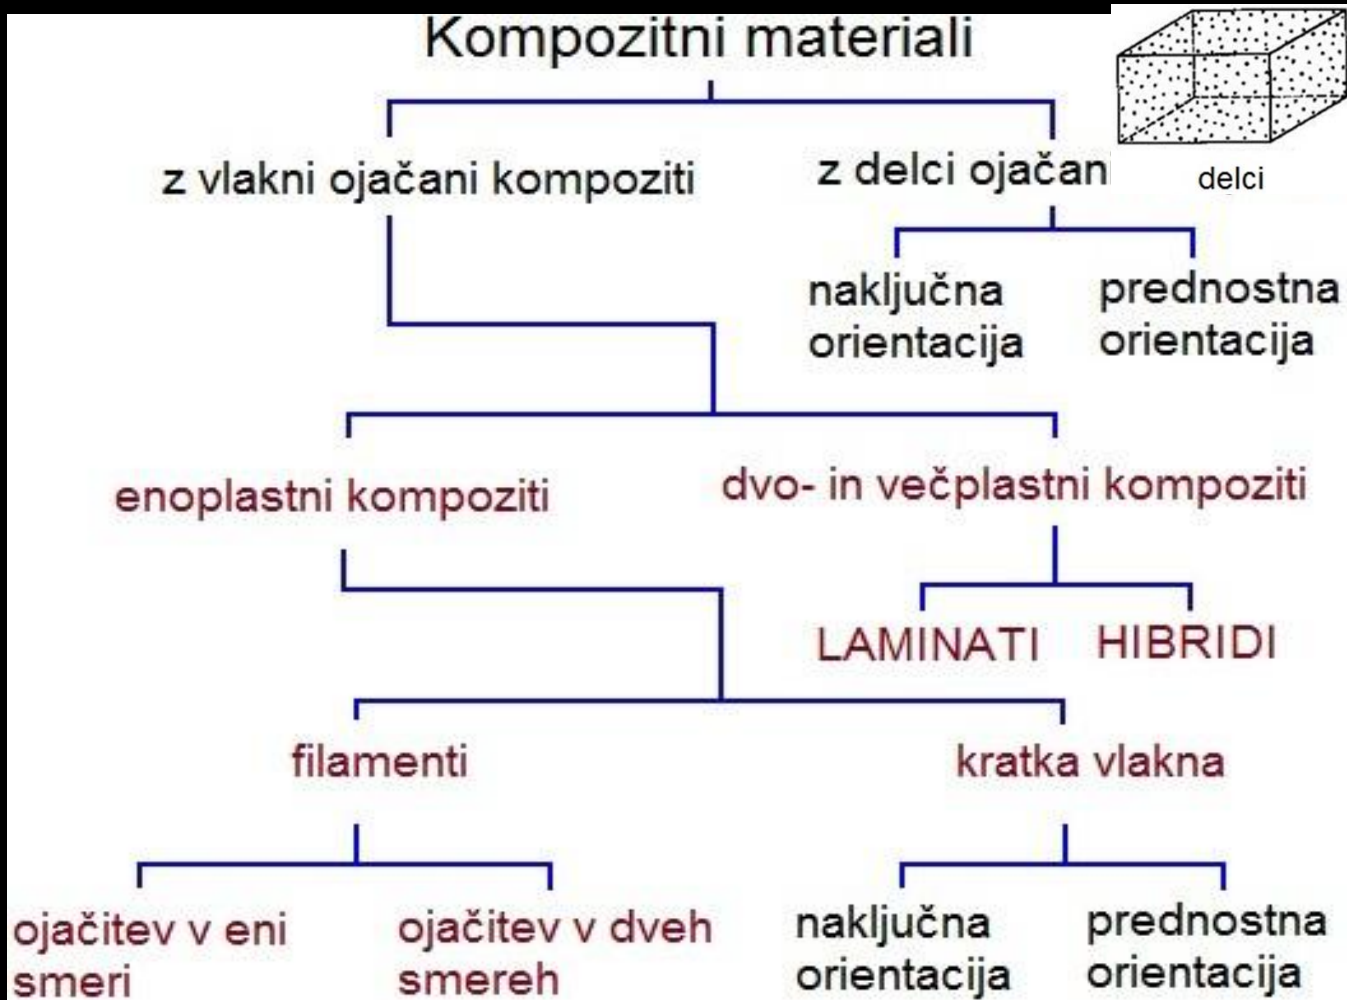 Kompozitni materiali
z vlakni ojačani kompoziti
z delci ojačan
delci
naključna
orientacija
prednostna
orientacija
enoplastni kompoziti
dvo- in večplastni kompoziti
LAMINATI
HIBRIDI
filamenti
kratka vlakna
ojačitev v eni
smeri
ojačitev v dveh
smereh
naključna
orientacija
prednostna
orientacija